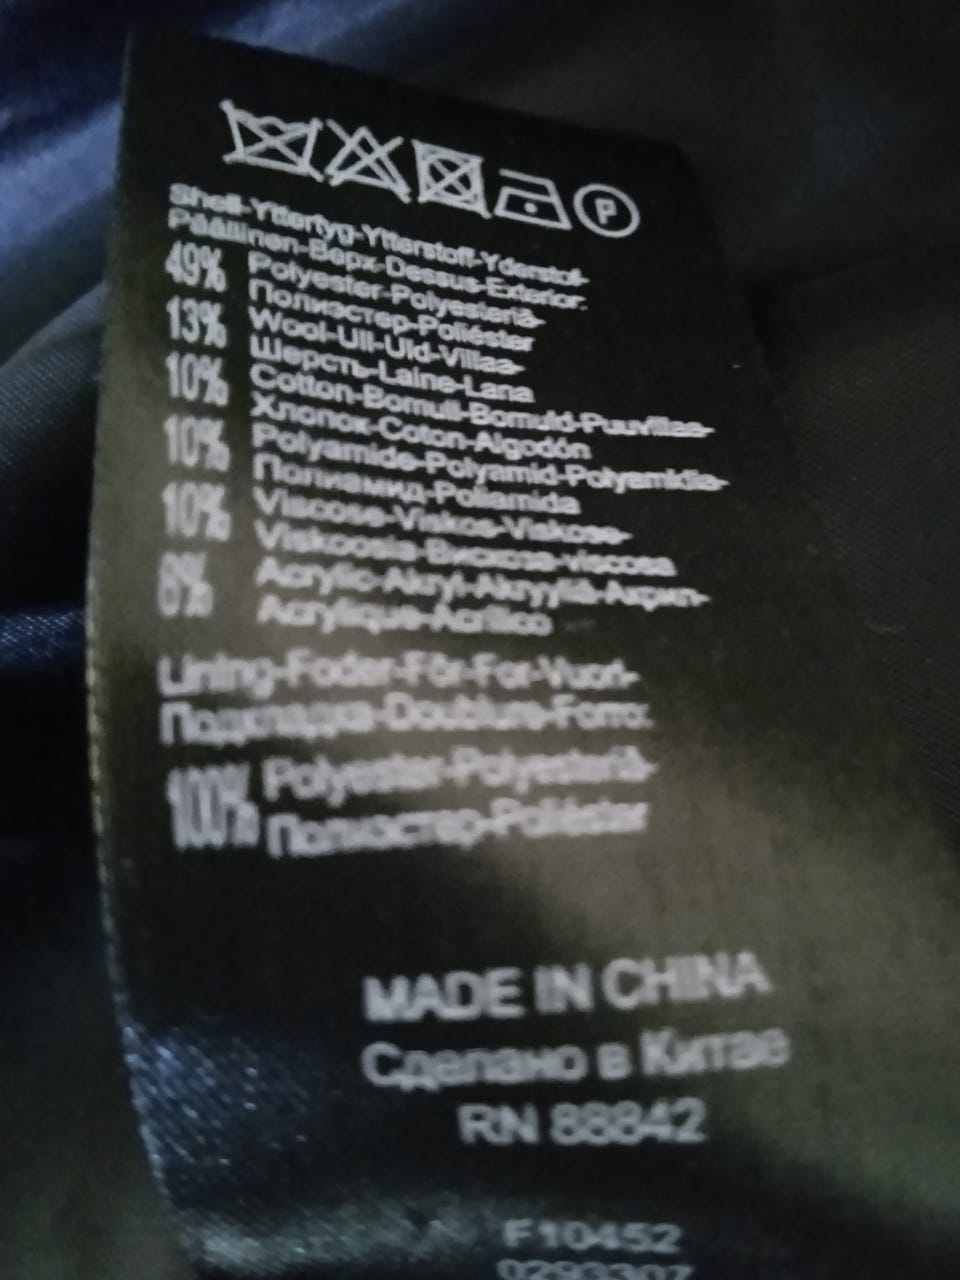 P
Shell-Yttertyg-Ytterstoff-Yderstof-
Päällinen-Верх-Dessus-Exterior:
49% Polyester-Polyesteriä-
Полиэстер-Poliéster
13% Wool-Ull-Uld-Villaa-
Шерсть-Laine-Lana
10% Cotton-Bomull-Bomuld-Puuvillaa-
Хлопок-Coton-Algodón
10% Polyamide-Polyamid-Polyamidia-
Полиамид-Poliamida
10% Viscose-Viskos-Viskose-
Viskoosia-Вискоза-viscosa
8% Acrylic-Akryl-Akryyliä-Акрил-
Acrylique-Acrílico
Lining-Foder-Fôr-For-Vuori-
Подкладка-Doublure-Forro:
100% Polyester-Polyesteriä-
Полиэстер-Poliéster
MADE IN CHINA
Сделано в Китае
RN 88842
F10452
0293307